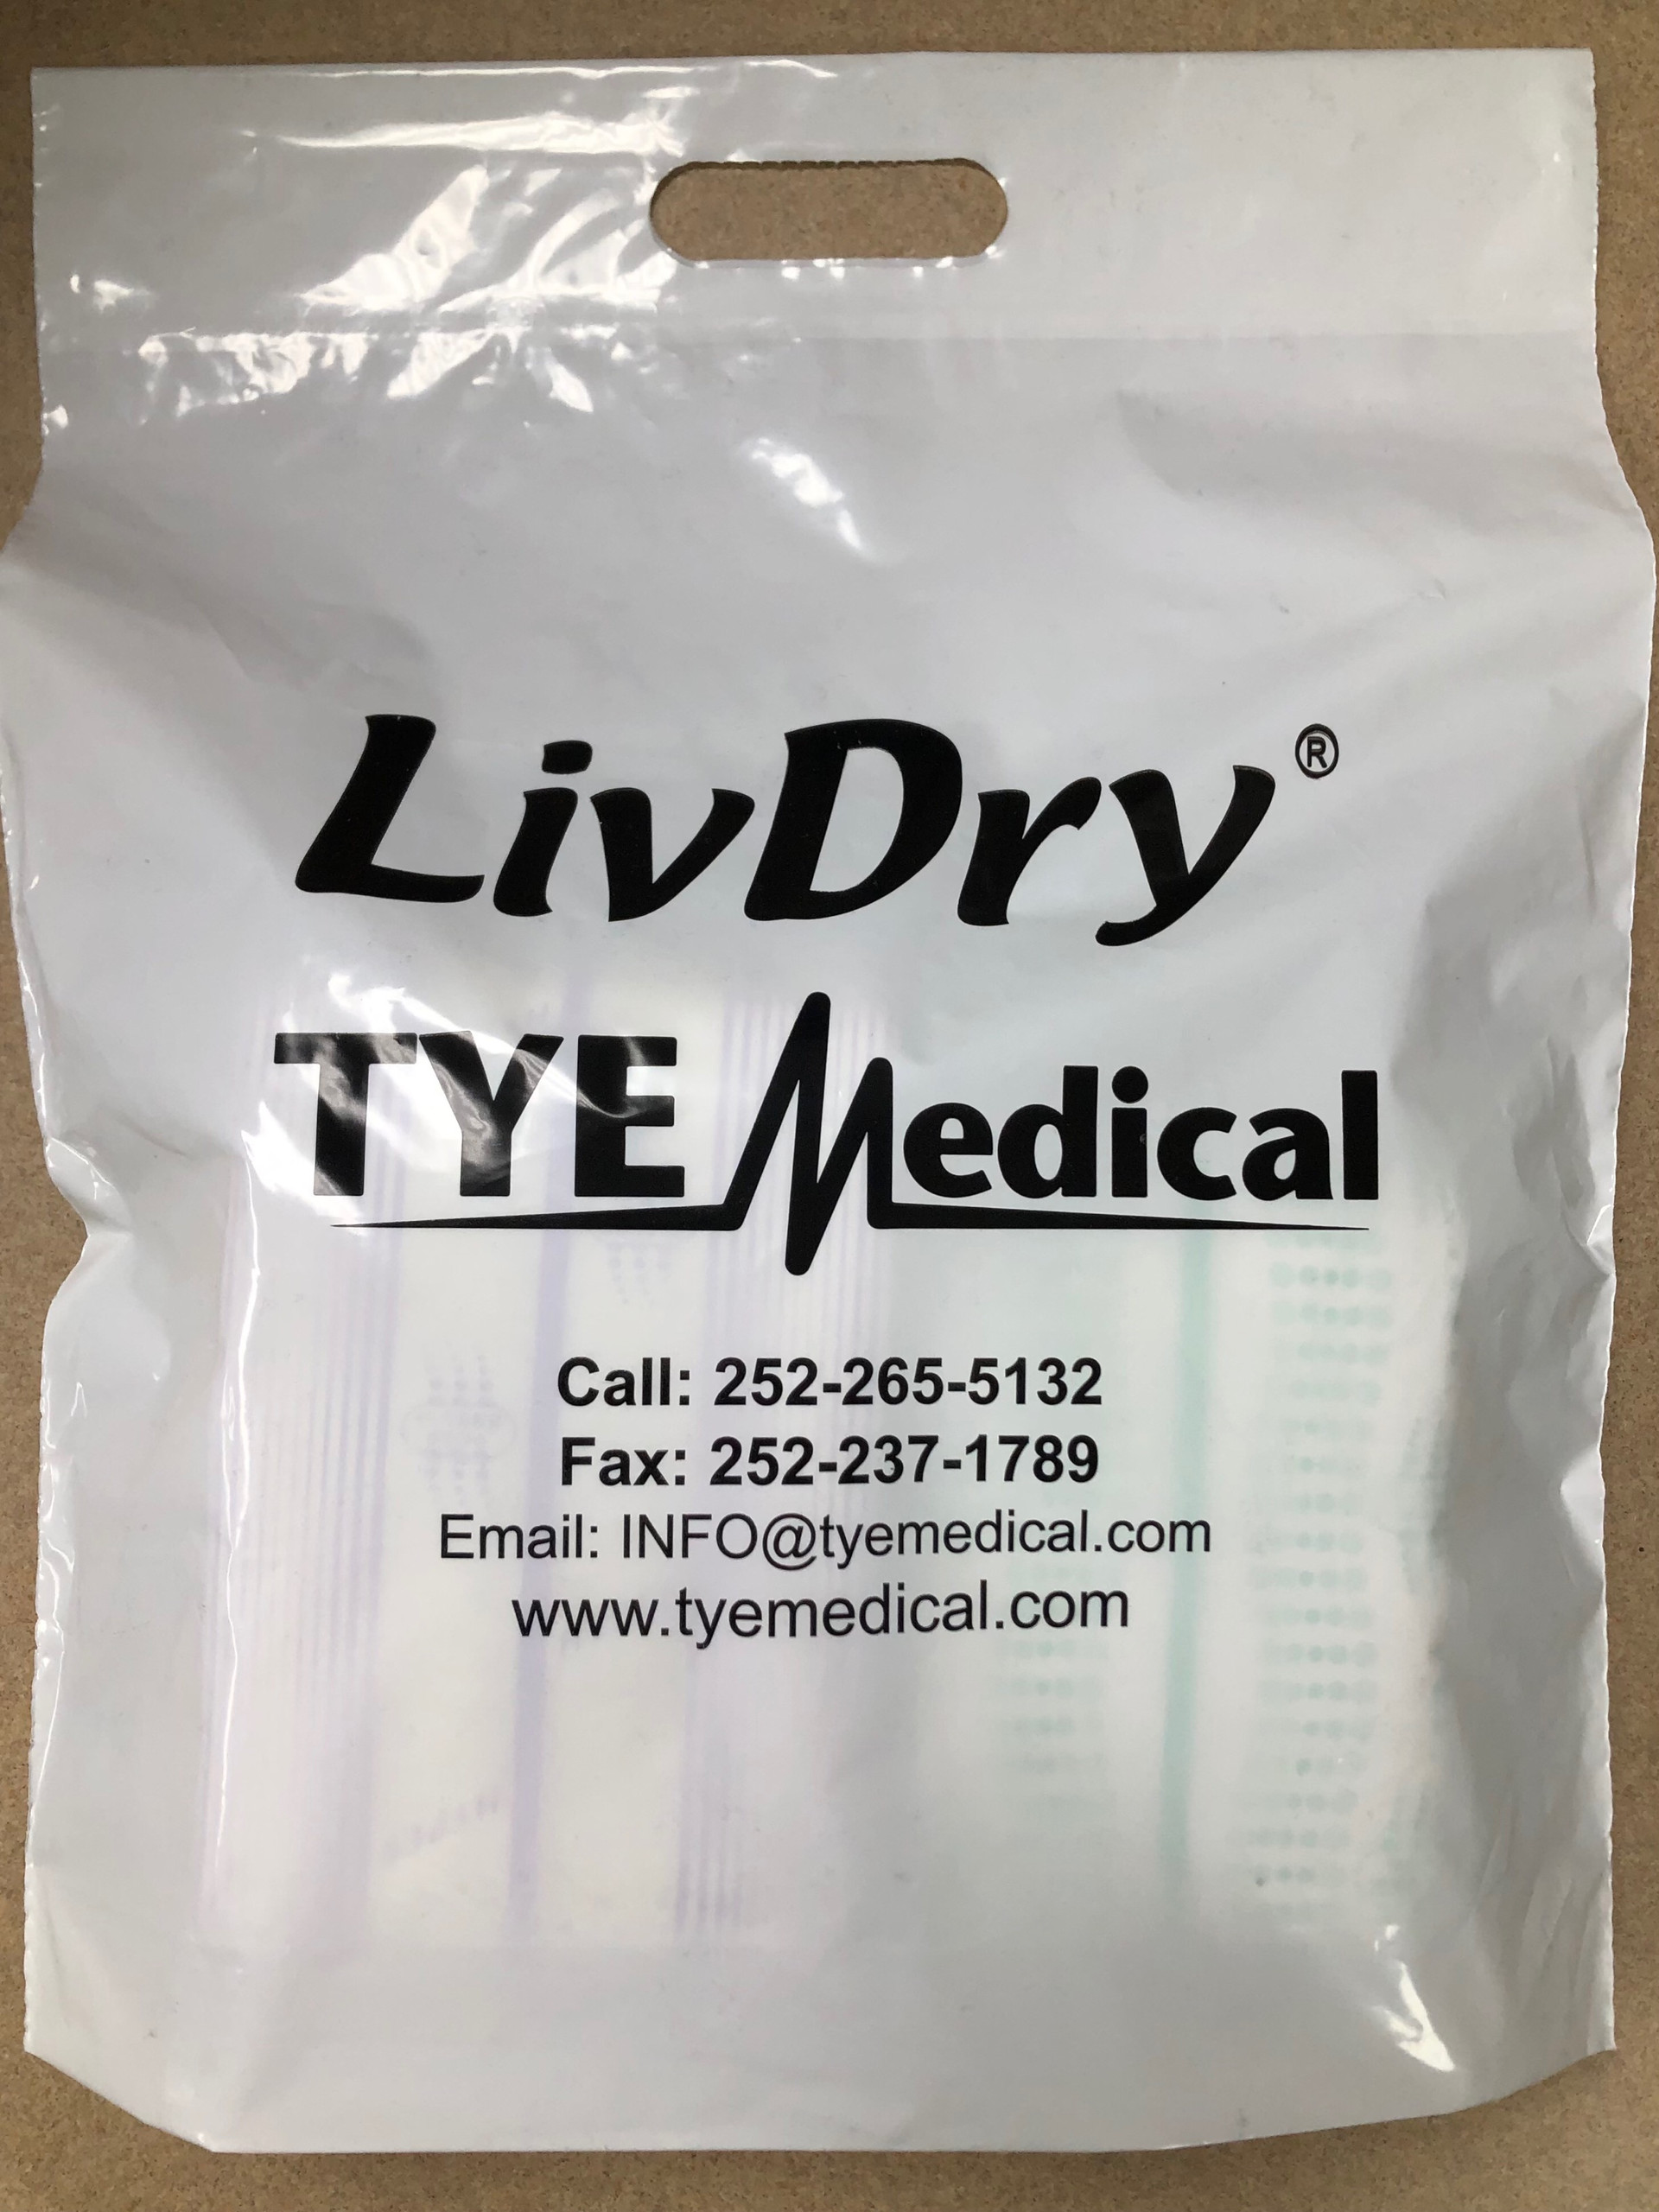 LivDry®
TYE Medical
Call: 252-265-5132
Fax: 252-237-1789
Email: INFO@tyemedical.com
www.tyemedical.com